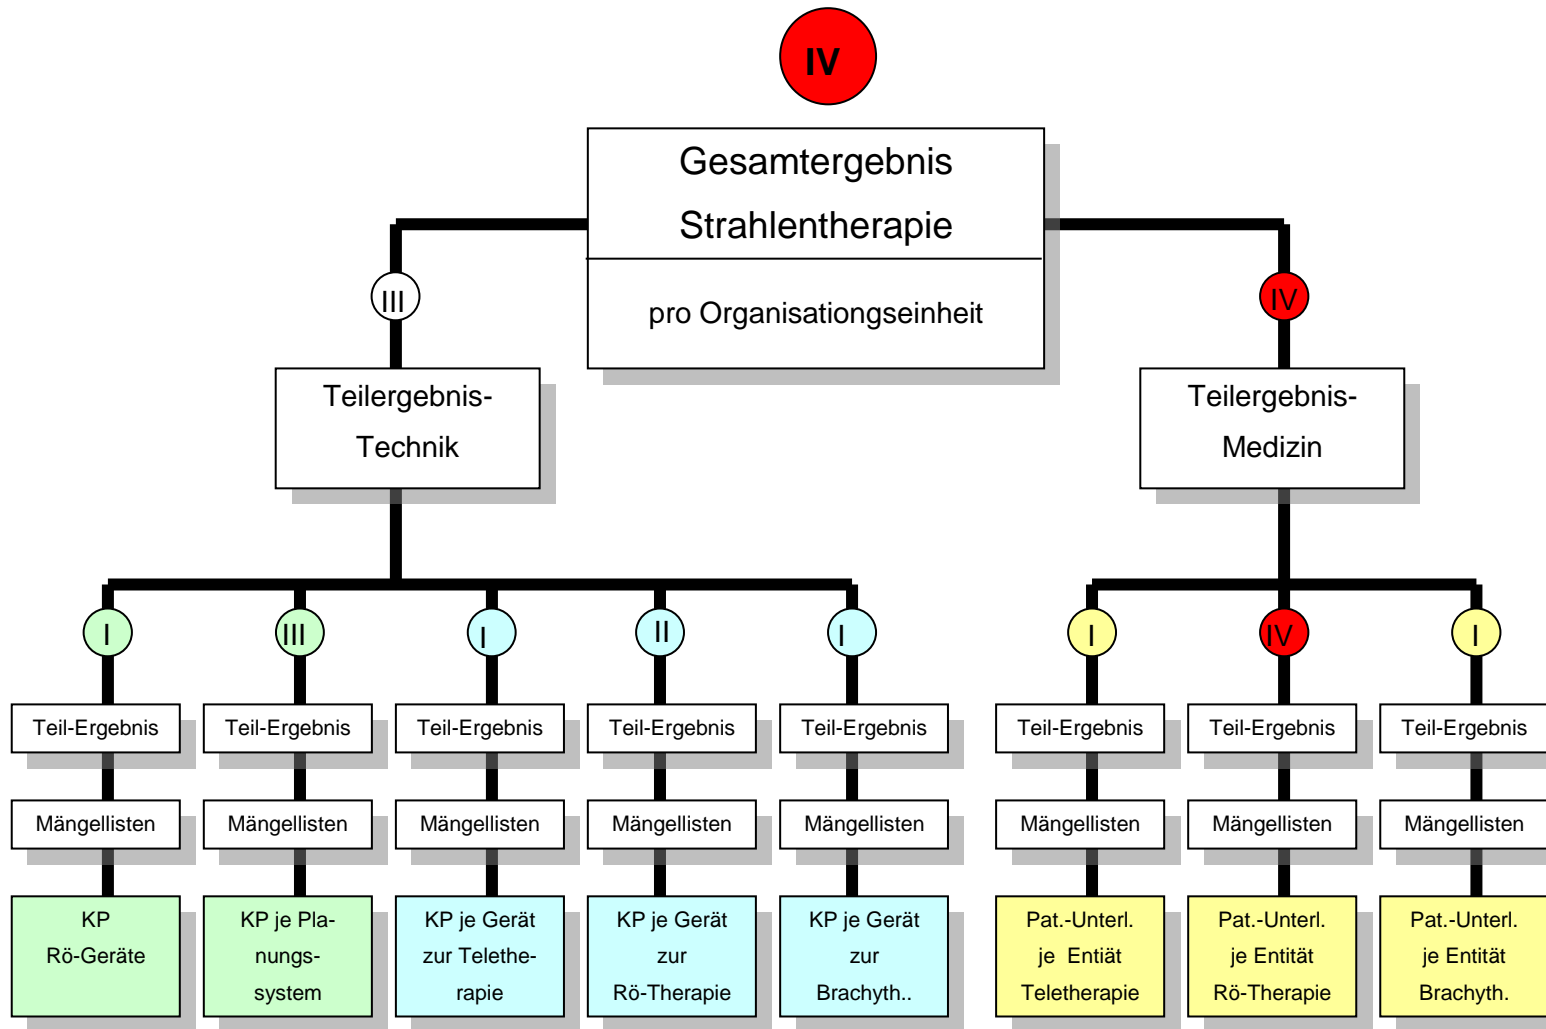 IV
Gesamtergebnis
Strahlentherapie
pro Organisationgseinheit
III
IV
Teilergebnis-
Technik
Teilergebnis-
Medizin
I
III
I
II
I
I
IV
I
Teil-Ergebnis
Teil-Ergebnis
Teil-Ergebnis
Teil-Ergebnis
Teil-Ergebnis
Teil-Ergebnis
Teil-Ergebnis
Teil-Ergebnis
Mängellisten
Mängellisten
Mängellisten
Mängellisten
Mängellisten
Mängellisten
Mängellisten
Mängellisten
KP
Rö-Geräte
KP je Pla-
nungs-
system
KP je Gerät
zur Telethe-
rapie
KP je Gerät
zur
Rö-Therapie
KP je Gerät
zur
Brachyth..
Pat.-Unterl.
je Entiät
Teletherapie
Pat.-Unterl.
je Entität
Rö-Therapie
Pat.-Unterl.
je Entität
Brachyth.